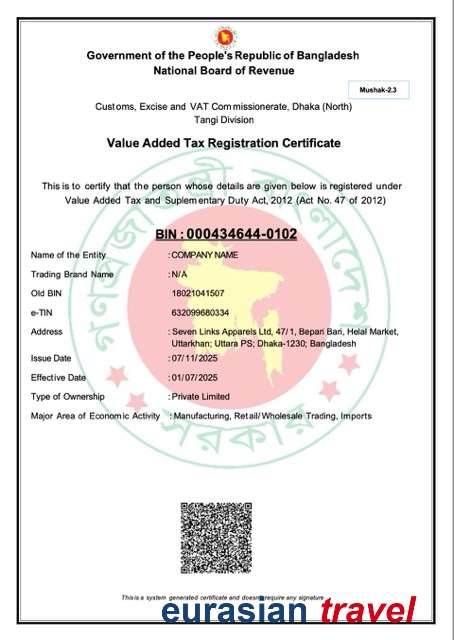 Government of the People's Republic of Bangladesh
National Board of Revenue
Mushak-2.3
Customs, Excise and VAT Commissionerate, Dhaka (North)
Tangi Division
Value Added Tax Registration Certificate
This is to certify that the person whose details are given below is registered under
Value Added Tax and Suplementary Duty Act, 2012 (Act No. 47 of 2012)
BIN : 000434644-0102
Name of the Entity : COMPANY NAME
Trading Brand Name : N/A
Old BIN 18021041507
e-TIN 632099680334
Address : Seven Links Apparels Ltd, 47/1, Bepari Bari, Helal Market,
Uttarkhan; Uttara PS; Dhaka-1230; Bangladesh
Issue Date : 07/11/2025
Effective Date : 01/07/2025
Type of Ownership : Private Limited
Major Area of Economic Activity : Manufacturing, Retail/Wholesale Trading, Imports
গণপ্রজাতন্ত্রী বাংলাদেশ
সরকার
This is a system generated certificate and doesn't require any signature
eurasian travel